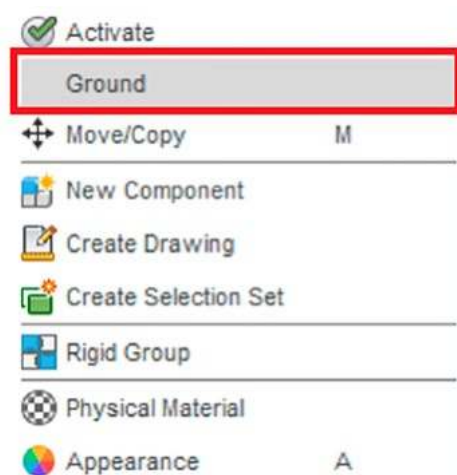 Activate
Ground
Move/Copy M
New Component
Create Drawing
Create Selection Set
Rigid Group
Physical Material
Appearance A